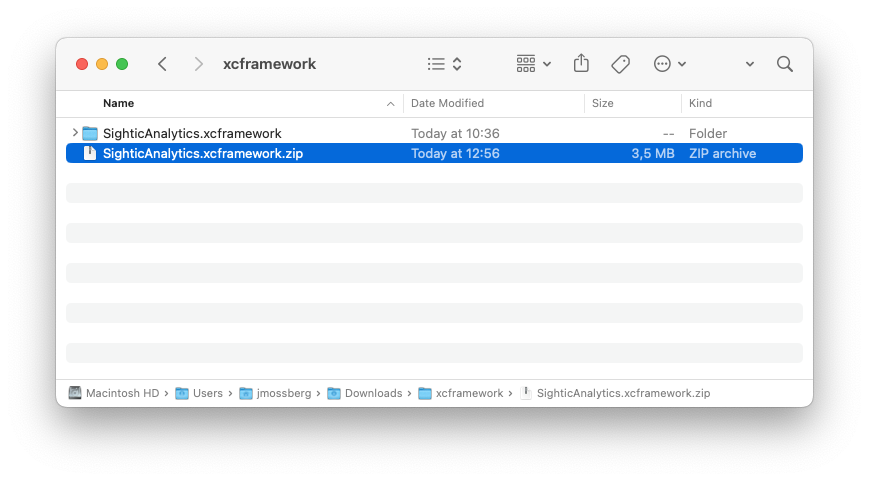 xcframework
Name Date Modified Size Kind
SighticAnalytics.xcframework Today at 10:36 -- Folder
SighticAnalytics.xcframework.zip Today at 12:56 3,5 MB ZIP archive
Macintosh HD › Users › jmossberg › Downloads › xcframework › SighticAnalytics.xcframework.zip